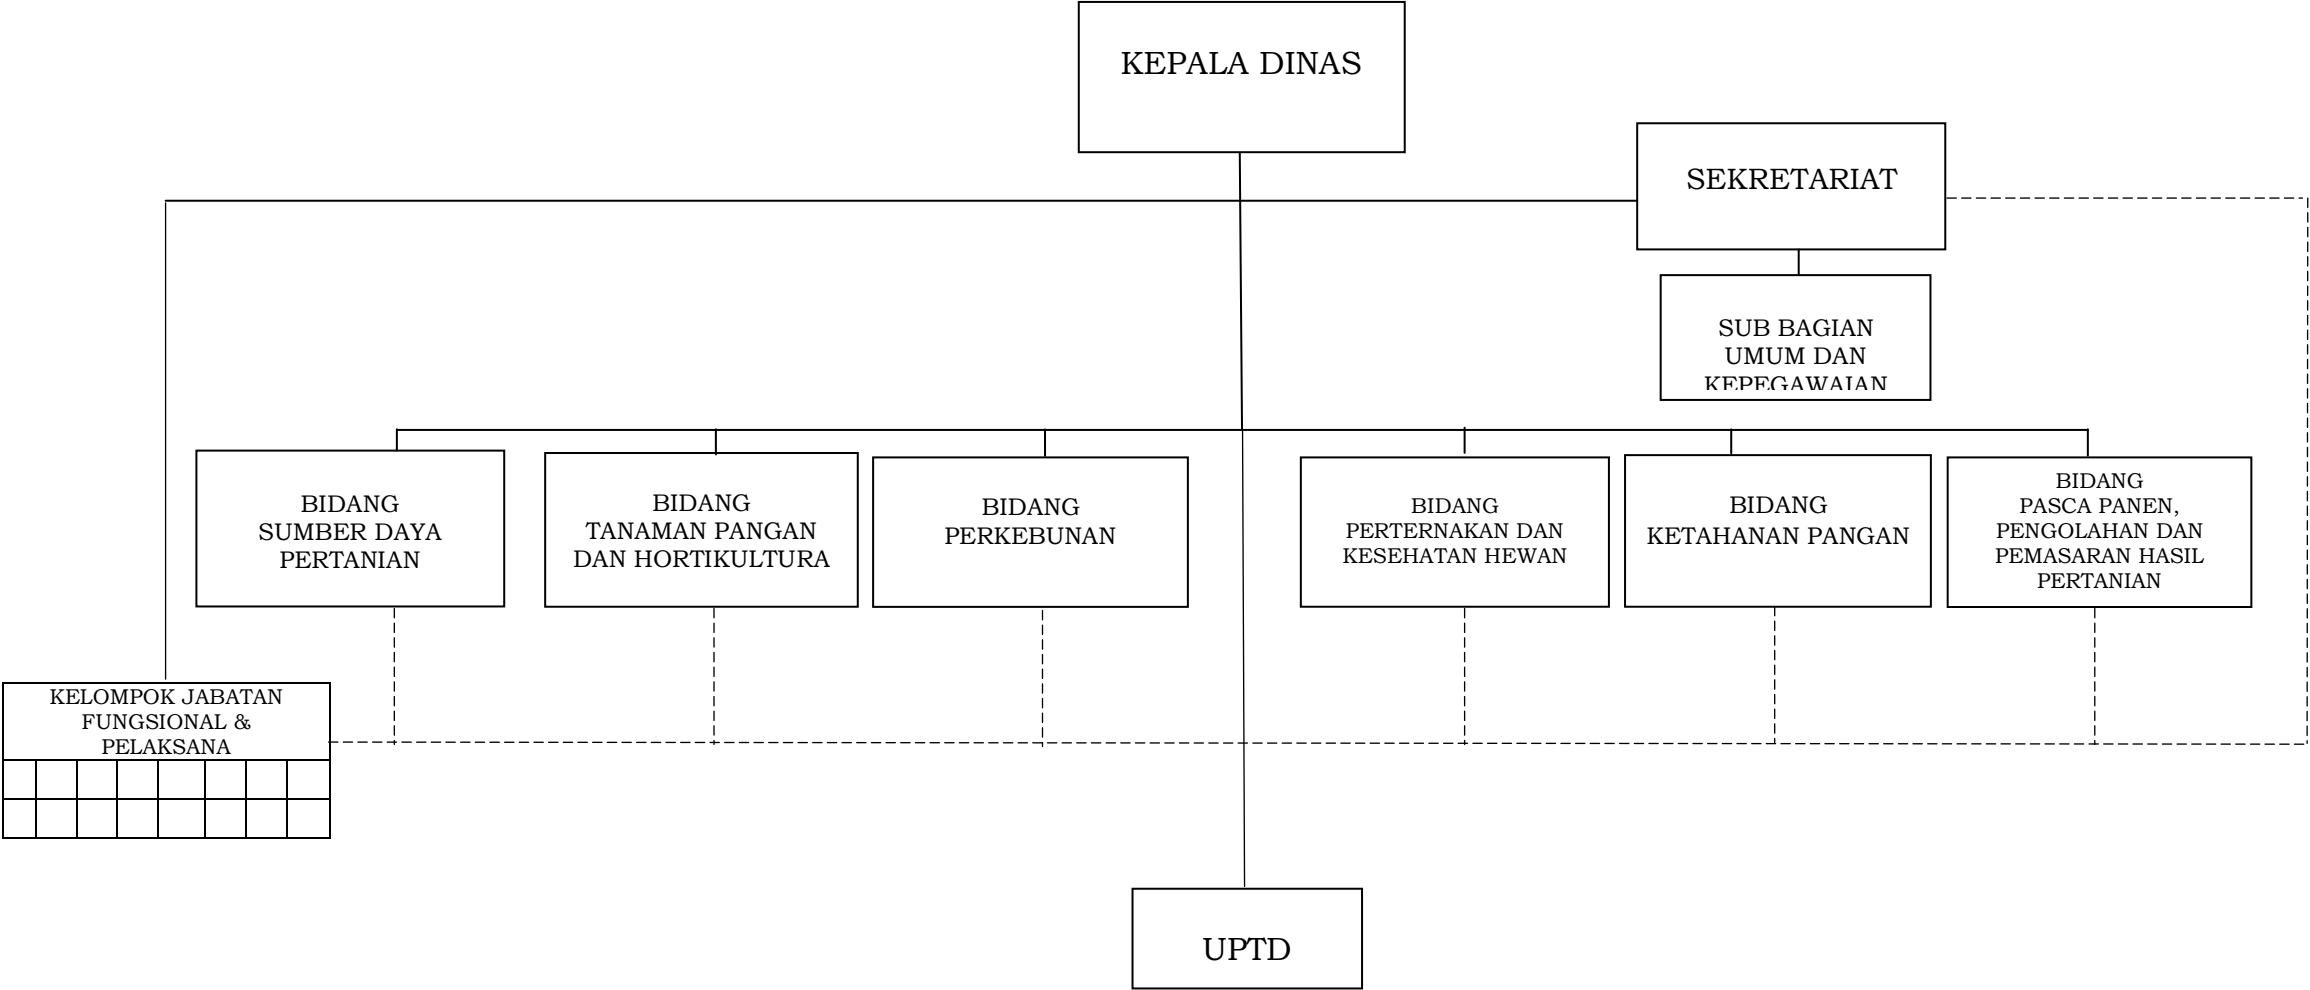 KEPALA DINAS
SEKRETARIAT
SUB BAGIAN
UMUM DAN
KEPEGAWAIAN
BIDANG
SUMBER DAYA
PERTANIAN
BIDANG
TANAMAN PANGAN
DAN HORTIKULTURA
BIDANG
PERKEBUNAN
BIDANG
PERTERNAKAN DAN
KESEHATAN HEWAN
BIDANG
KETAHANAN PANGAN
BIDANG
PASCA PANEN,
PENGOLAHAN DAN
PEMASARAN HASIL
PERTANIAN
KELOMPOK JABATAN
FUNGSIONAL &
PELAKSANA
UPTD